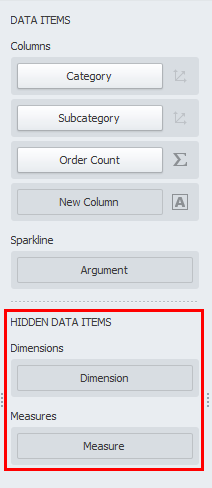 DATA ITEMS
Columns
Category
Subcategory
Order Count Σ
New Column A
Sparkline
Argument
HIDDEN DATA ITEMS
Dimensions
Dimension
Measures
Measure